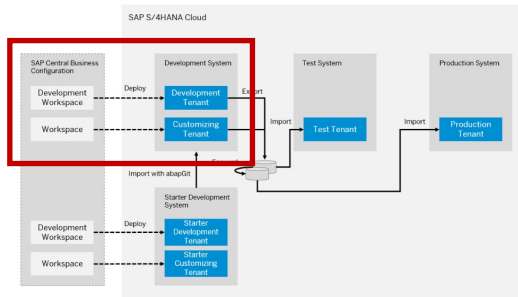 SAP S/4HANA Cloud
SAP Central Business
Configuration
Development System
Test System
Production System
Development
Workspace
Deploy
Development
Tenant
Export
Workspace
Customizing
Tenant
Import
Test Tenant
Import
Production
Tenant
Import with abapGit
Starter Development
System
Development
Workspace
Deploy
Starter
Development
Tenant
Workspace
Starter
Customizing
Tenant